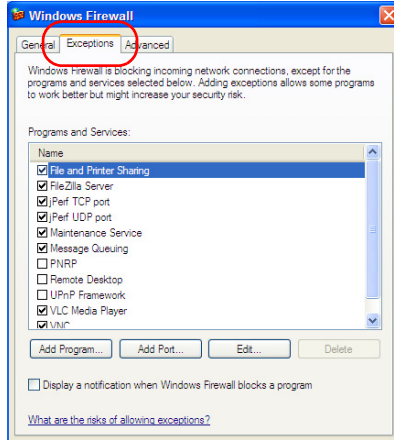 Windows Firewall
General Exceptions Advanced
Windows Firewall is blocking incoming network connections, except for the
programs and services selected below. Adding exceptions allows some programs
to work better but might increase your security risk.
Programs and Services:
Name
File and Printer Sharing
FileZilla Server
jPerf TCP port
jPerf UDP port
Maintenance Service
Message Queuing
PNRP
Remote Desktop
UPnP Framework
VLC Media Player
VNC
Add Program... Add Port... Edit... Delete
Display a notification when Windows Firewall blocks a program
What are the risks of allowing exceptions?